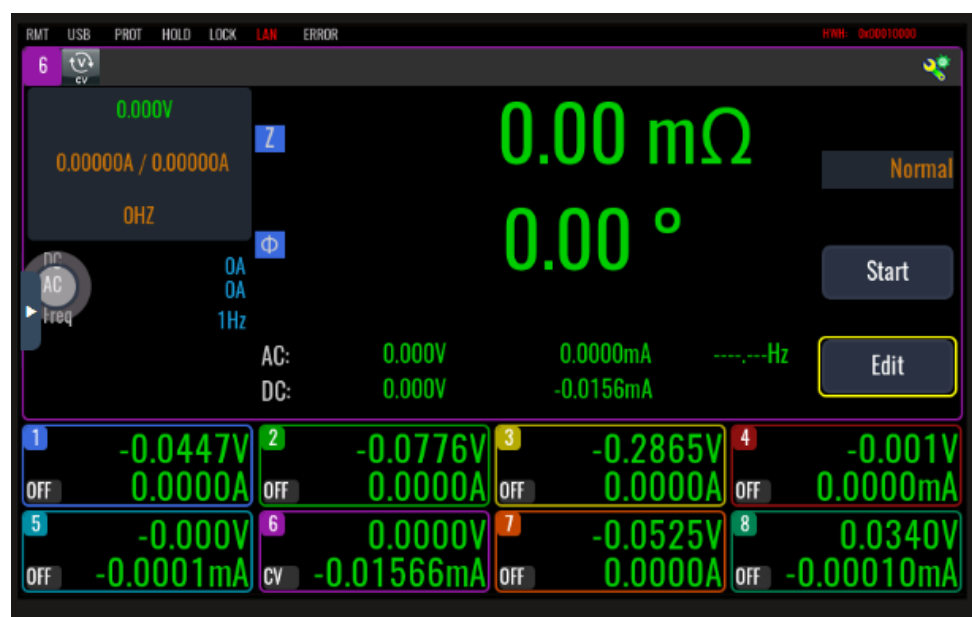 RMT USB PROT HOLD LOCK LAN ERROR HWH: 0x90010000
6 V CV
0.000V
0.00000A / 0.00000A
0HZ
Z 0.00 mΩ
Normal
Φ 0.00 °
DC 0A
AC 0A
Freq 1Hz
Start
AC: 0.000V 0.0000mA ----.---Hz
DC: 0.000V -0.0156mA
Edit
1 -0.0447V
OFF 0.0000A
2 -0.0776V
OFF 0.0000A
3 -0.2865V
OFF 0.0000A
4 -0.001V
OFF 0.0000mA
5 -0.000V
OFF -0.0001mA
6 0.0000V
CV -0.01566mA
7 -0.0525V
OFF 0.0000A
8 0.0340V
OFF -0.00010mA